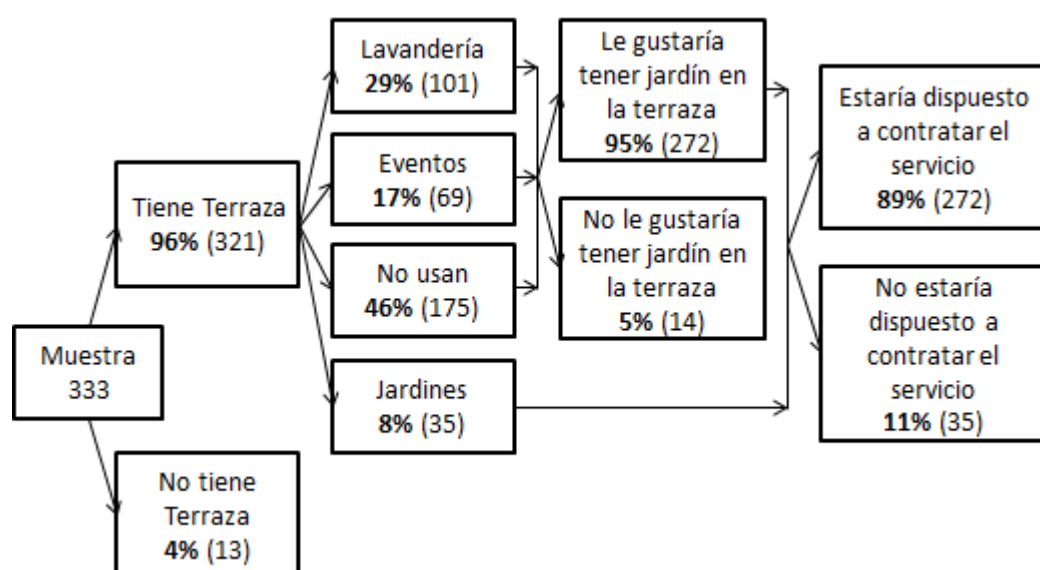 Muestra
333
Tiene Terraza
96% (321)
No tiene
Terraza
4% (13)
Lavandería
29% (101)
Eventos
17% (69)
No usan
46% (175)
Jardines
8% (35)
Le gustaría
tener jardín en
la terraza
95% (272)
No le gustaría
tener jardín en
la terraza
5% (14)
Estaría dispuesto
a contratar el
servicio
89% (272)
No estaría
dispuesto a
contratar el
servicio
11% (35)